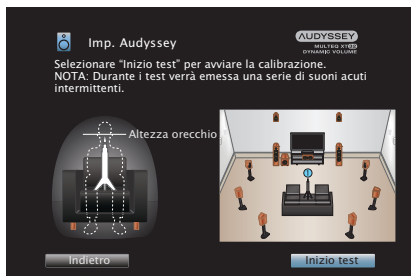 Imp. Audyssey
AUDYSSEY
MULTEQ XT32
DYNAMIC VOLUME
Selezionare “Inizio test” per avviare la calibrazione.
NOTA: Durante i test verrà emessa una serie di suoni acuti
intermittenti.
Altezza orecchio
Indietro
Inizio test